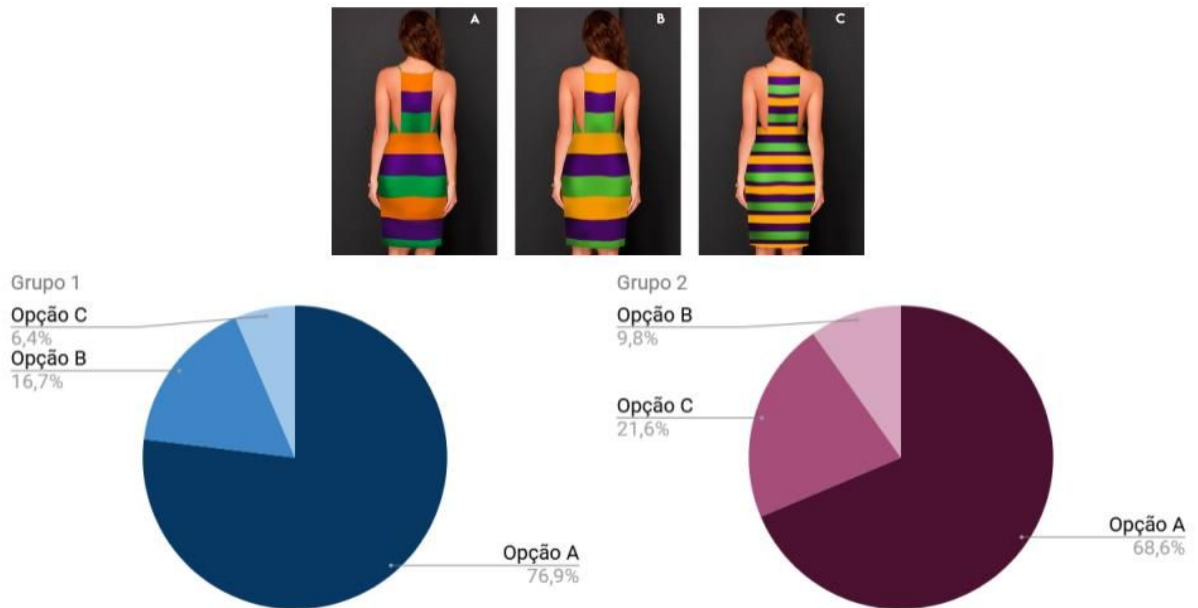 A
B
C
Grupo 1
Opção C
6,4%
Opção B
16,7%
Opção A
76,9%
Grupo 2
Opção B
9,8%
Opção C
21,6%
Opção A
68,6%